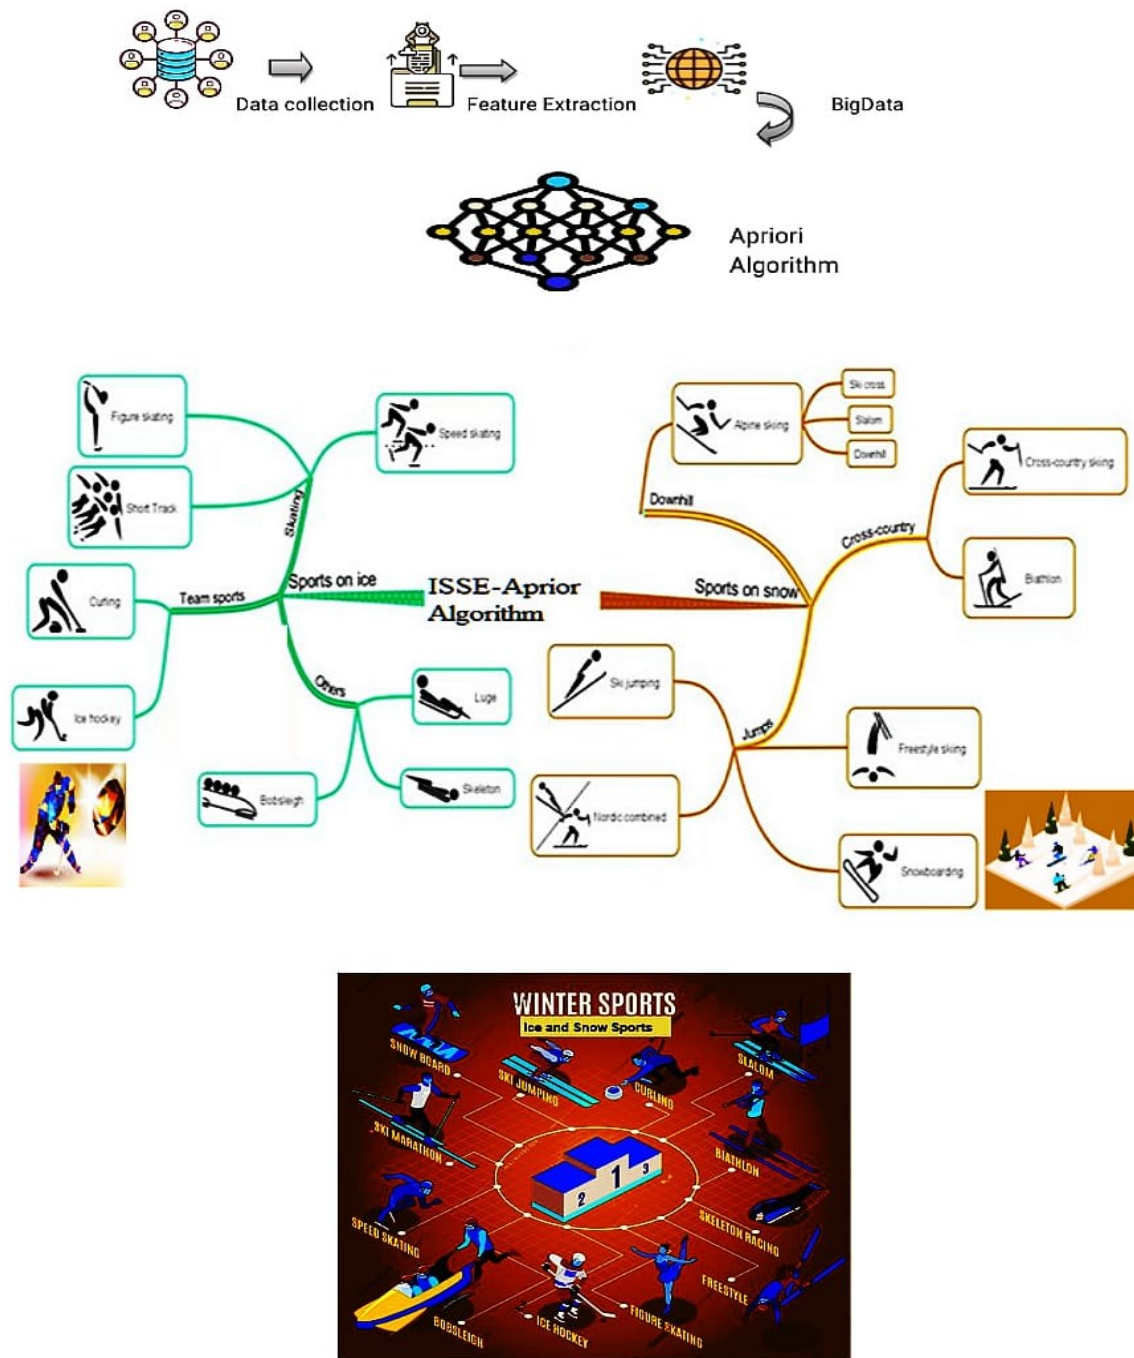 Data collection
Feature Extraction
BigData
Apriori
Algorithm
Figure skating
Speed skating
Short Track
Skating
Sports on ice
Team sports
Curling
Ice hockey
Others
Luge
Bobsleigh
Skeleton
ISSE-Aprior
Algorithm
Alpine skiing
Ski cross
Slalom
Downhill
Downhill
Cross-country
Cross-country skiing
Biathlon
Sports on snow
Ski jumping
Jumps
Freestyle skiing
Nordic combined
Snowboarding
WINTER SPORTS
Ice and Snow Sports
SNOW BOARD
SKI JUMPING
CURLING
SLALOM
SKI MARATHON
BIATHLON
2
1
3
SPEED SKATING
SKELETON RACING
BOBSLEIGH
ICE HOCKEY
FIGURE SKATING
FREESTYLE